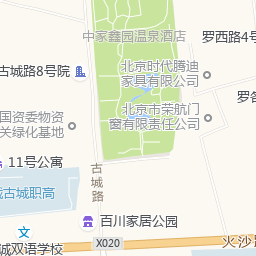 中家鑫园温泉酒店
罗西路4号
古城路8号院
北京时代腾迪
家具有限公司
罗各
国资委物资
关绿化基地
北京市荣航门
窗有限责任公司
11号公寓
古城路
城古城职高
百川家居公园
诚双语学校
X020
火沙路